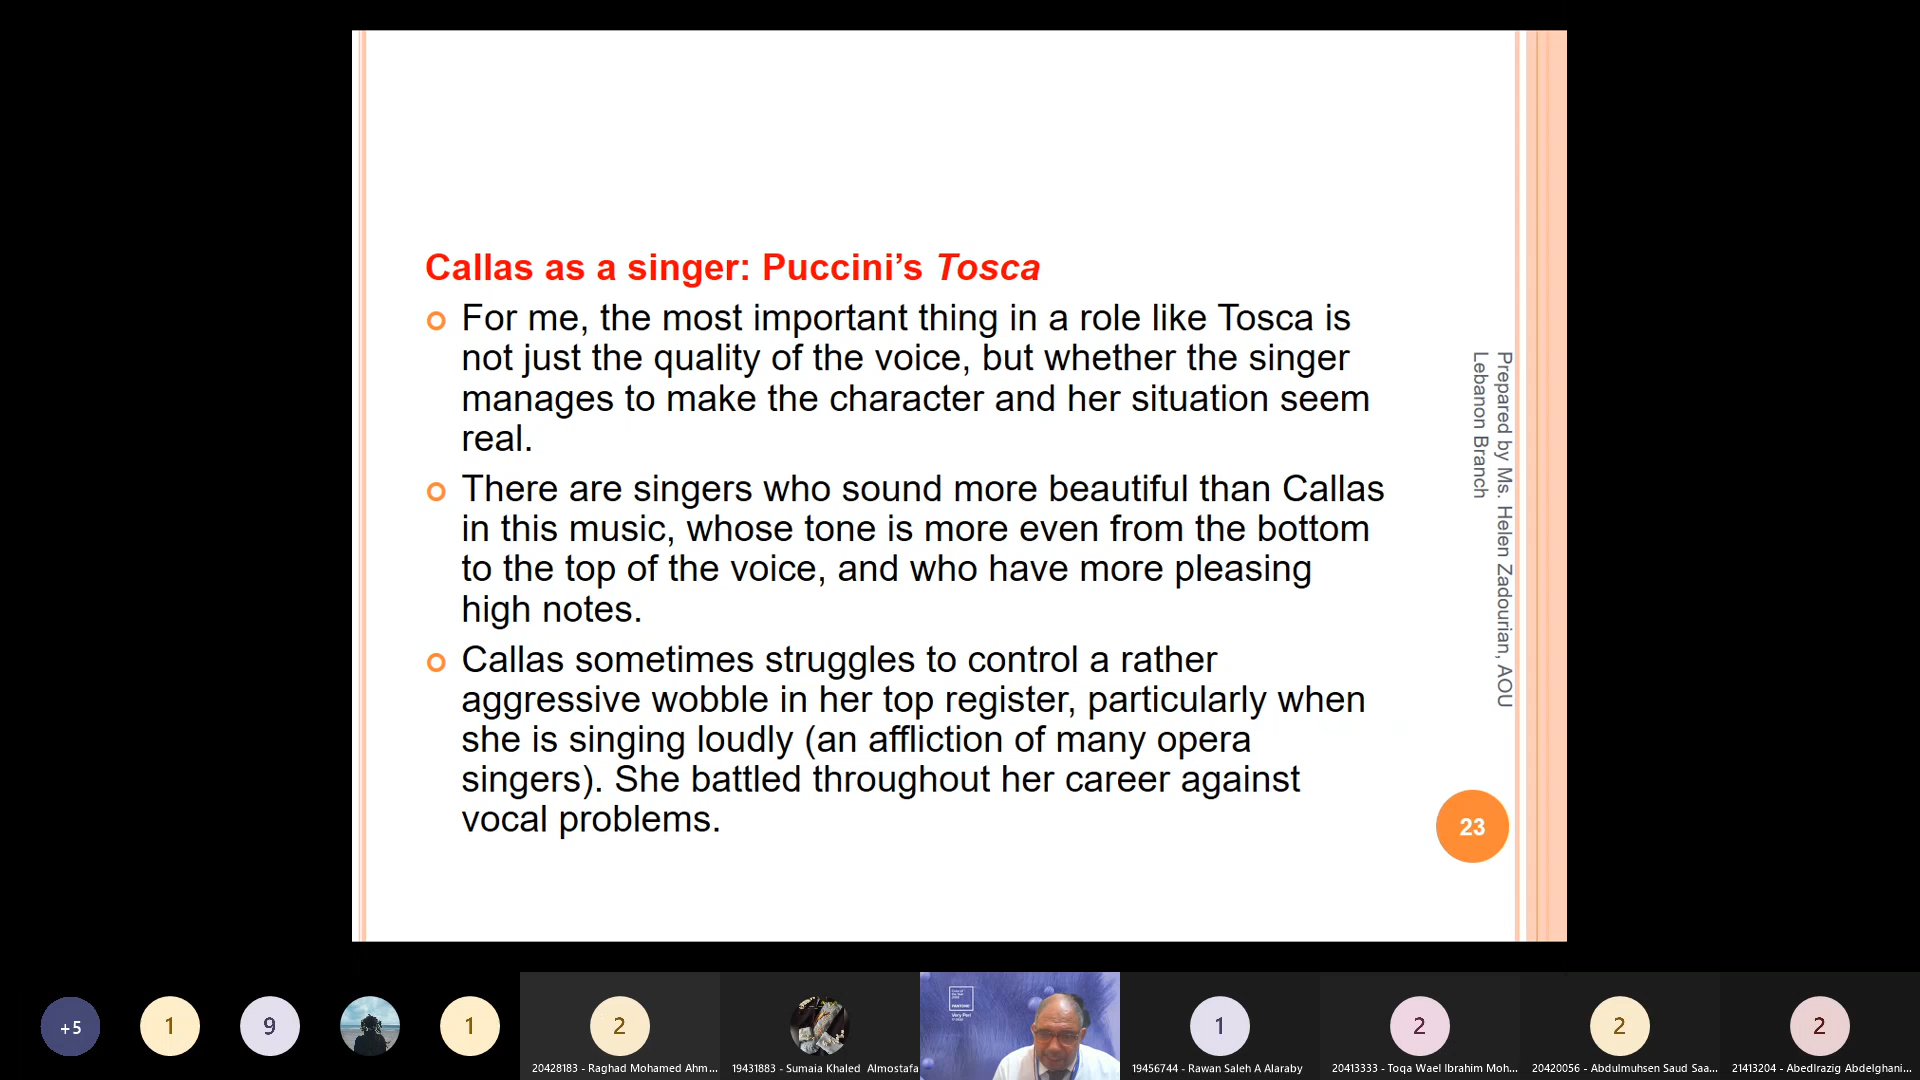 Callas as a singer: Puccini’s Tosca
For me, the most important thing in a role like Tosca is
not just the quality of the voice, but whether the singer
manages to make the character and her situation seem
real.
There are singers who sound more beautiful than Callas
in this music, whose tone is more even from the bottom
to the top of the voice, and who have more pleasing
high notes.
Callas sometimes struggles to control a rather
aggressive wobble in her top register, particularly when
she is singing loudly (an affliction of many opera
singers). She battled throughout her career against
vocal problems.
Prepared by Ms. Helen Zadourian, AOU
Lebanon Branch
23
+5
1
9
1
2
1
2
2
2
PANTONE
Very Peri
20428183 - Raghad Mohamed Ahm...
19431883 - Sumaia Khaled Almostafa
19456744 - Rawan Saleh A Alaraby
20413333 - Toqa Wael Ibrahim Moh...
20420056 - Abdulmuhsen Saud Saa...
21413204 - Abedlrazig Abdelghani...